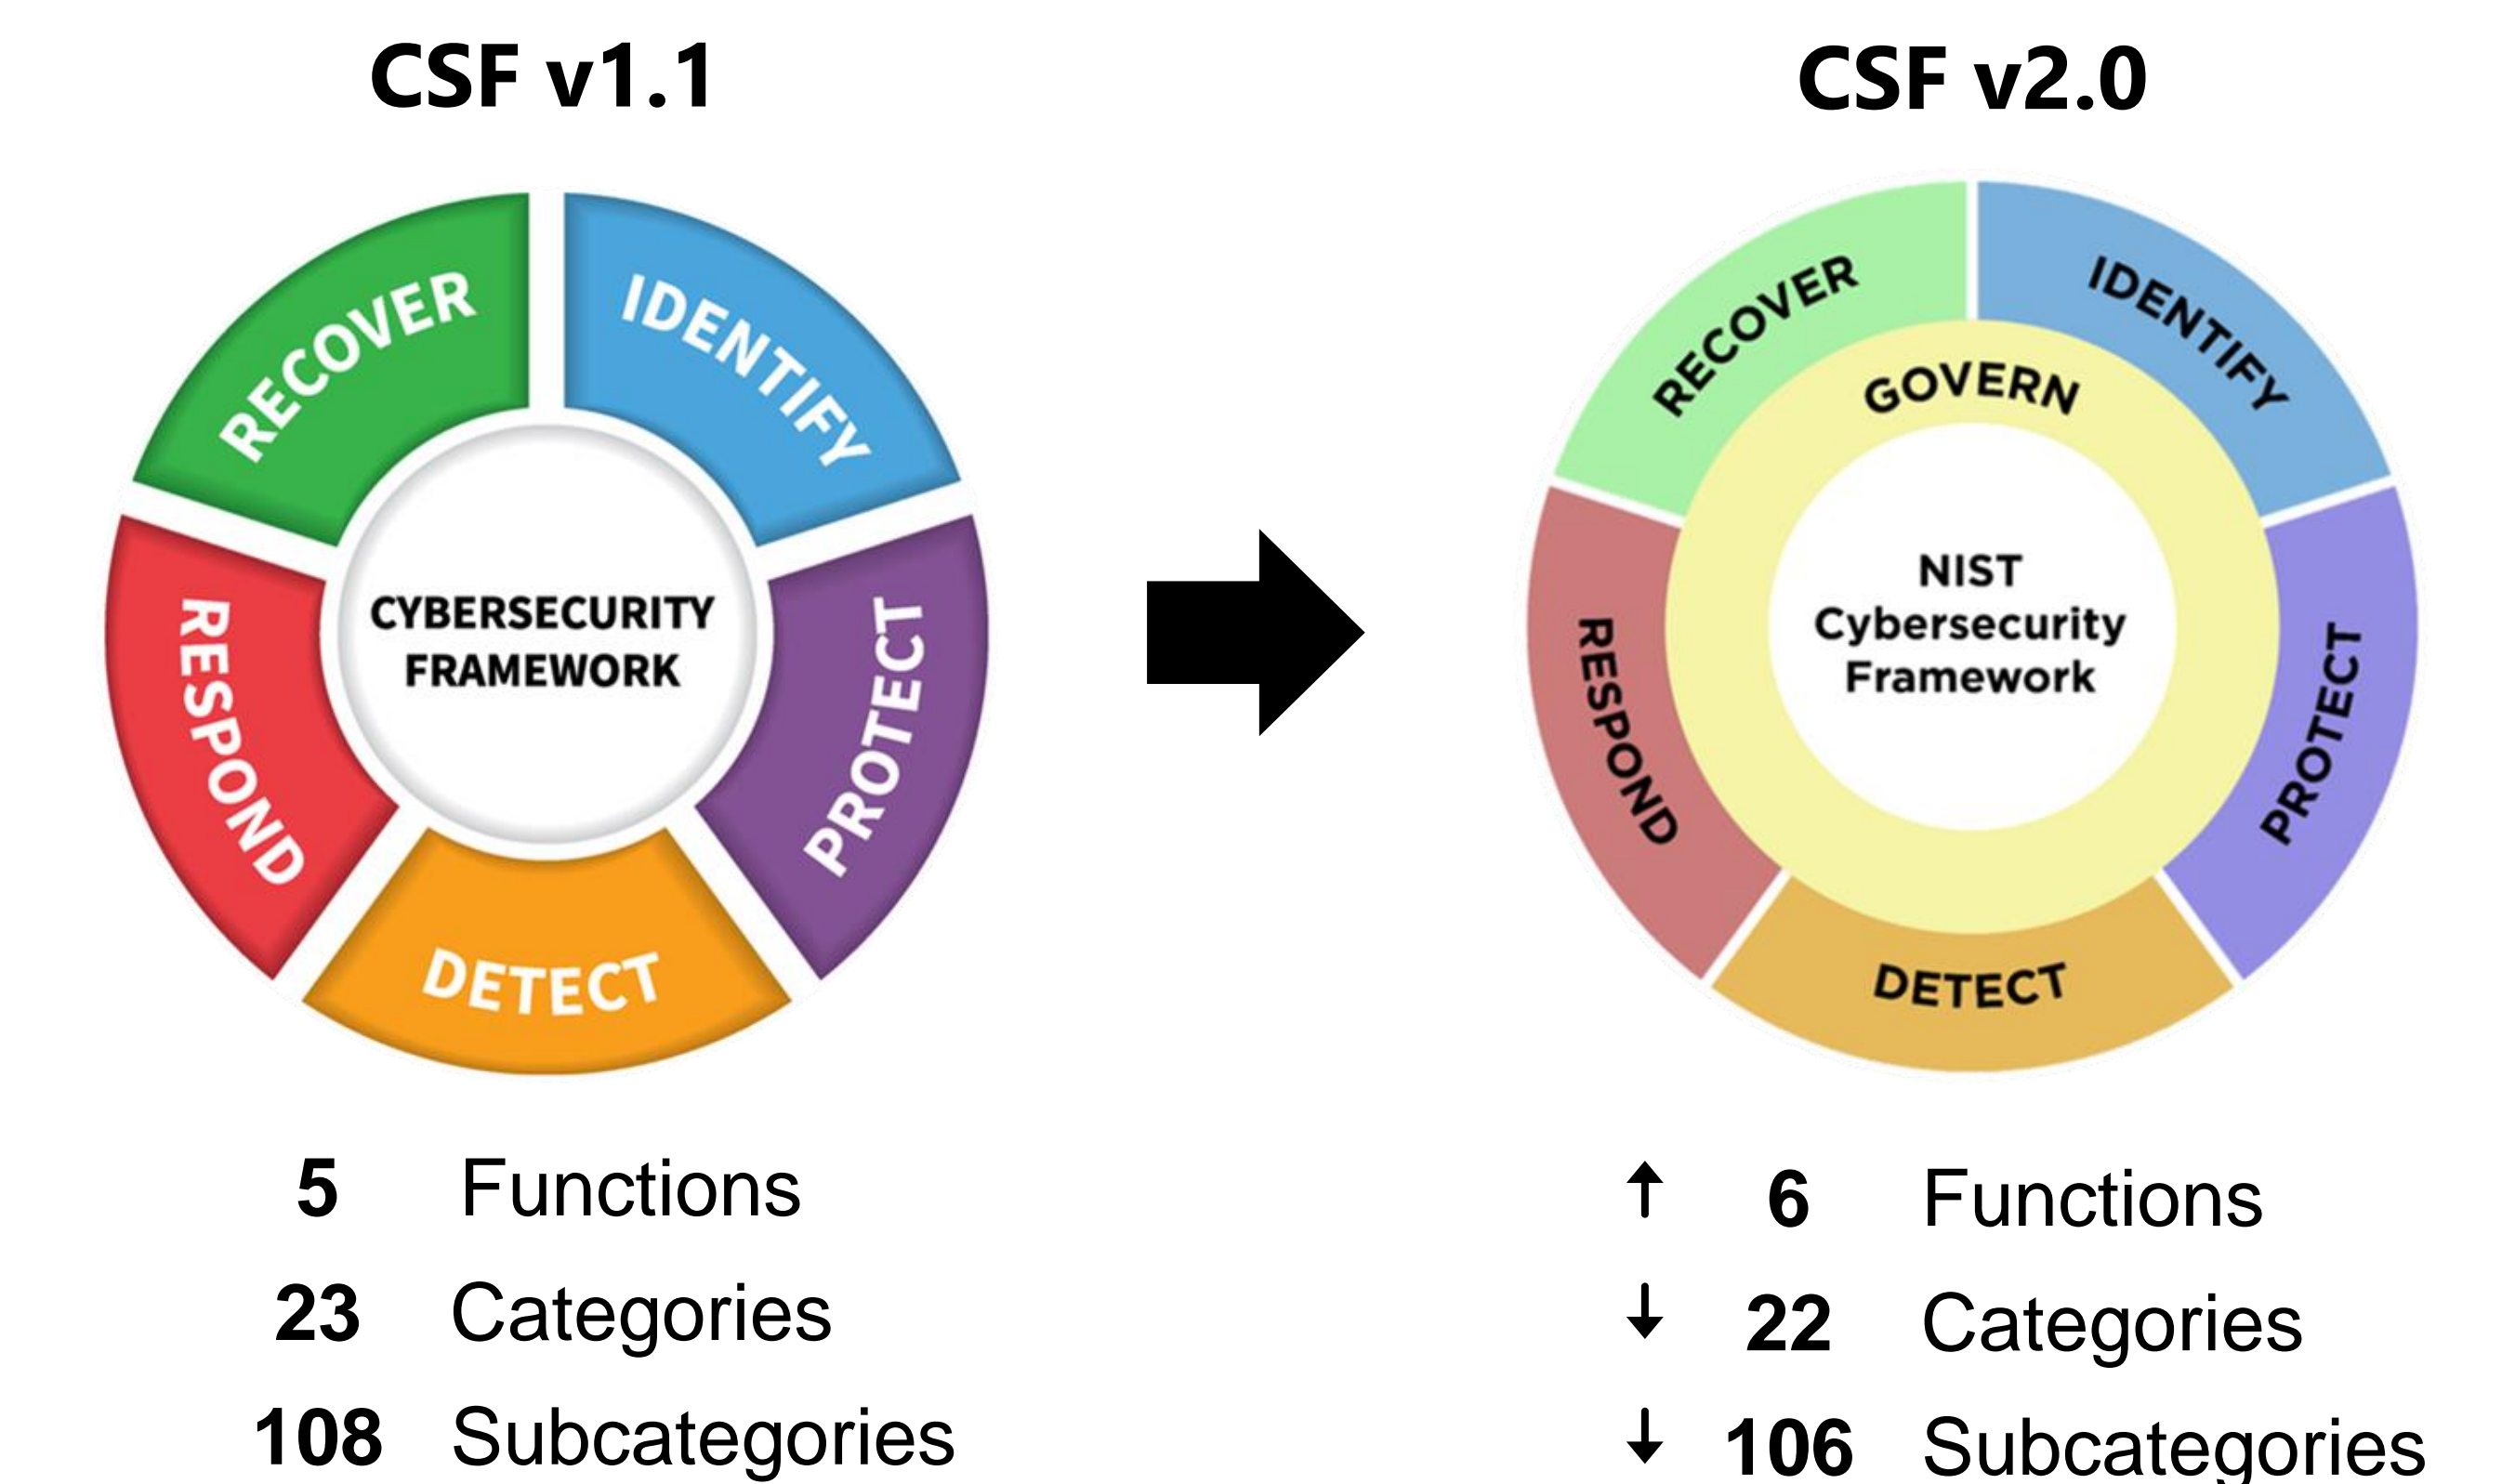 CSF v1.1
RECOVER
IDENTIFY
PROTECT
DETECT
RESPOND
CYBERSECURITY
FRAMEWORK
5 Functions
23 Categories
108 Subcategories
CSF v2.0
RECOVER
IDENTIFY
PROTECT
DETECT
RESPOND
GOVERN
NIST
Cybersecurity
Framework
↑ 6 Functions
↓ 22 Categories
↓ 106 Subcategories